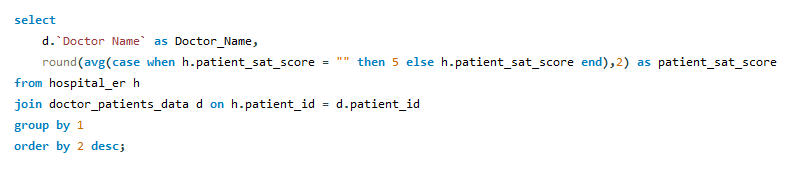 select
    d.`Doctor Name` as Doctor_Name,
    round(avg(case when h.patient_sat_score = "" then 5 else h.patient_sat_score end),2) as patient_sat_score
from hospital_er h
join doctor_patients_data d on h.patient_id = d.patient_id
group by 1
order by 2 desc;